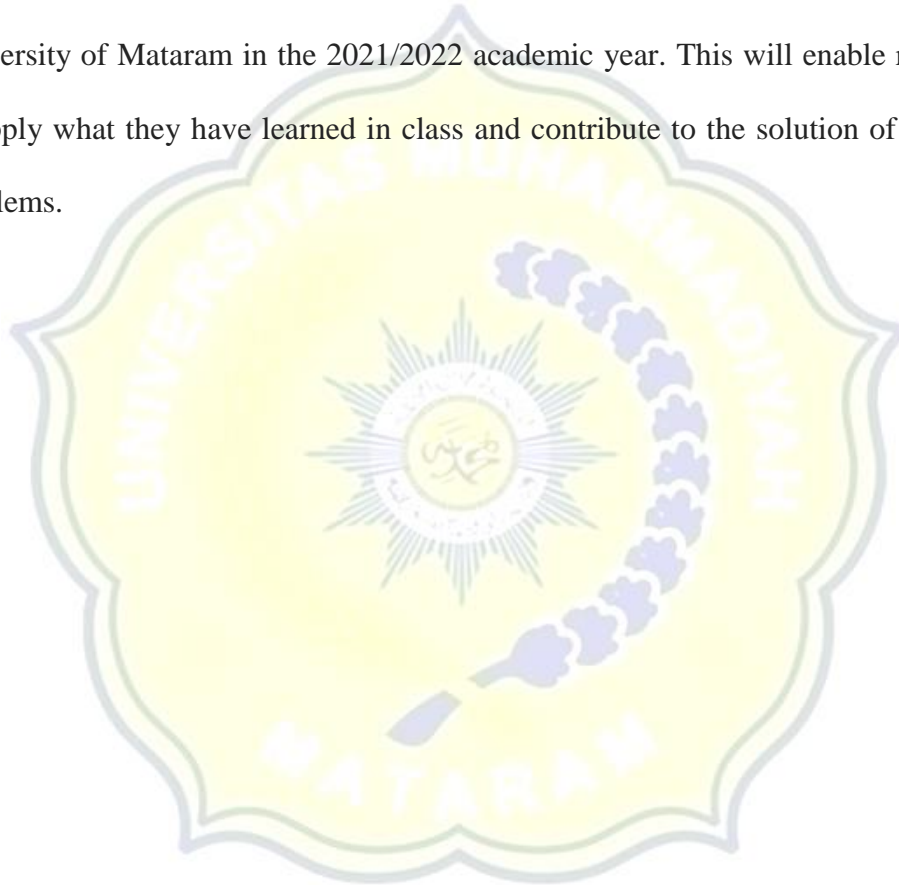 ersity of Mataram in the 2021/2022 academic year. This will enable
ply what they have learned in class and contribute to the solution of
lems.
UNIVERSITAS MUHAMMADIYAH
MATARAM